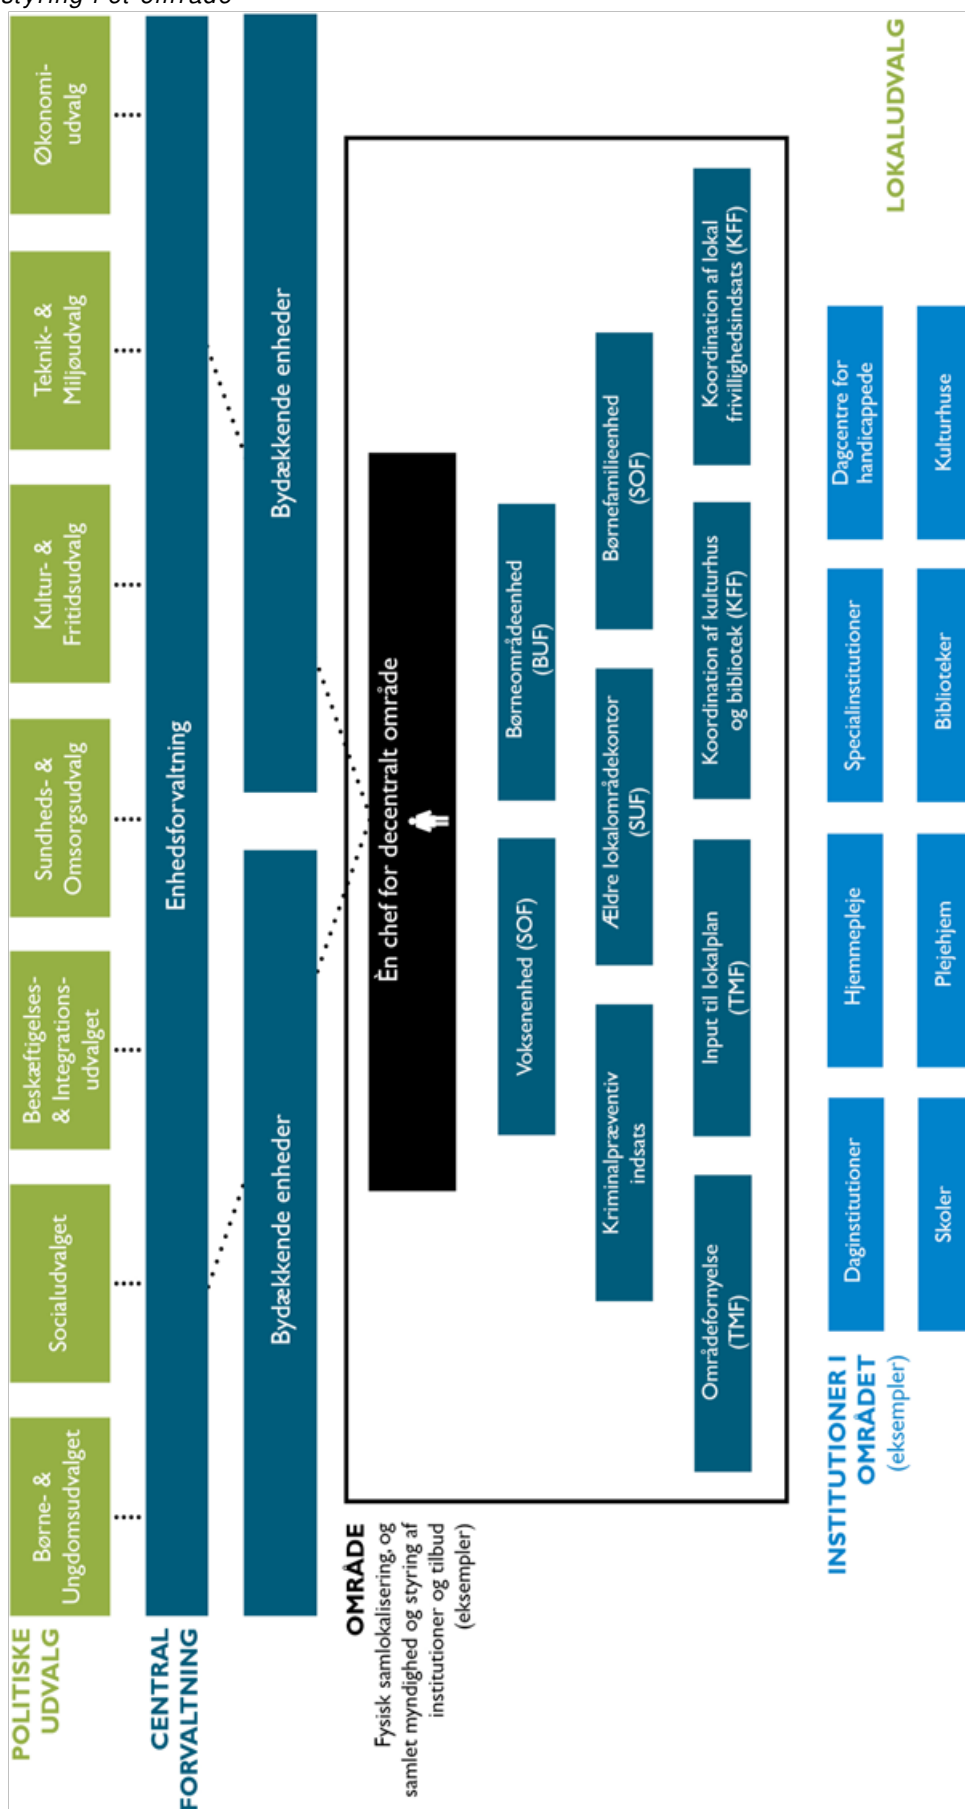 styring i et område
POLITISKE
UDVALG
Børne- &
Ungdomsudvalget
Socialudvalget
Beskæftigelses-
& Integrations-
udvalget
Sundheds- &
Omsorgsudvalg
Kultur- &
Fritidsudvalg
Teknik- &
Miljøudvalg
Økonomi-
udvalg
CENTRAL
FORVALTNING
Enhedsforvaltning
Bydækkende enheder
Bydækkende enheder
OMRÅDE
Fysisk samlokalisering, og
samlet myndighed og styring af
institutioner og tilbud
(eksempler)
Èn chef for decentralt område
Voksenenhed (SOF)
Børneområdeenhed
(BUF)
Kriminalpræventiv
indsats
Ældre lokalområdekontor
(SUF)
Børnefamilieenhed
(SOF)
Områdefornyelse
(TMF)
Input til lokalplan
(TMF)
Koordination af kulturhus
og bibliotek (KFF)
Koordination af lokal
frivillighedsindsats (KFF)
INSTITUTIONER I
OMRÅDET
(eksempler)
Daginstitutioner
Hjemmepleje
Specialinstitutioner
Dagcentre for
handicappede
Skoler
Plejehjem
Biblioteker
Kulturhuse
LOKALUDVALG